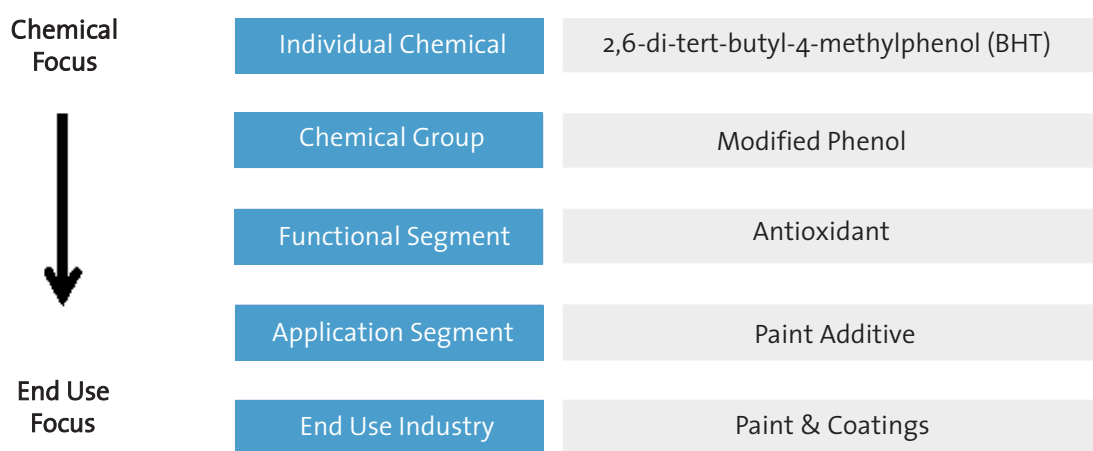 Chemical
Focus
Individual Chemical
2,6-di-tert-butyl-4-methylphenol (BHT)
Chemical Group
Modified Phenol
Functional Segment
Antioxidant
Application Segment
Paint Additive
End Use
Focus
End Use Industry
Paint & Coatings